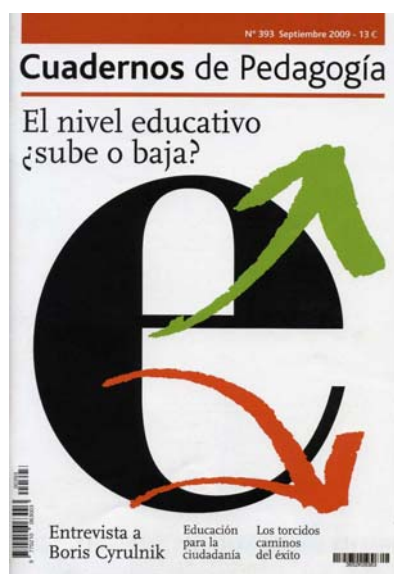 Nº 393 Septiembre 2009 - 13 €
Cuadernos de Pedagogía
El nivel educativo
¿sube o baja?
e
Entrevista a
Boris Cyrulnik
Educación
para la
ciudadanía
Los torcidos
caminos
del éxito